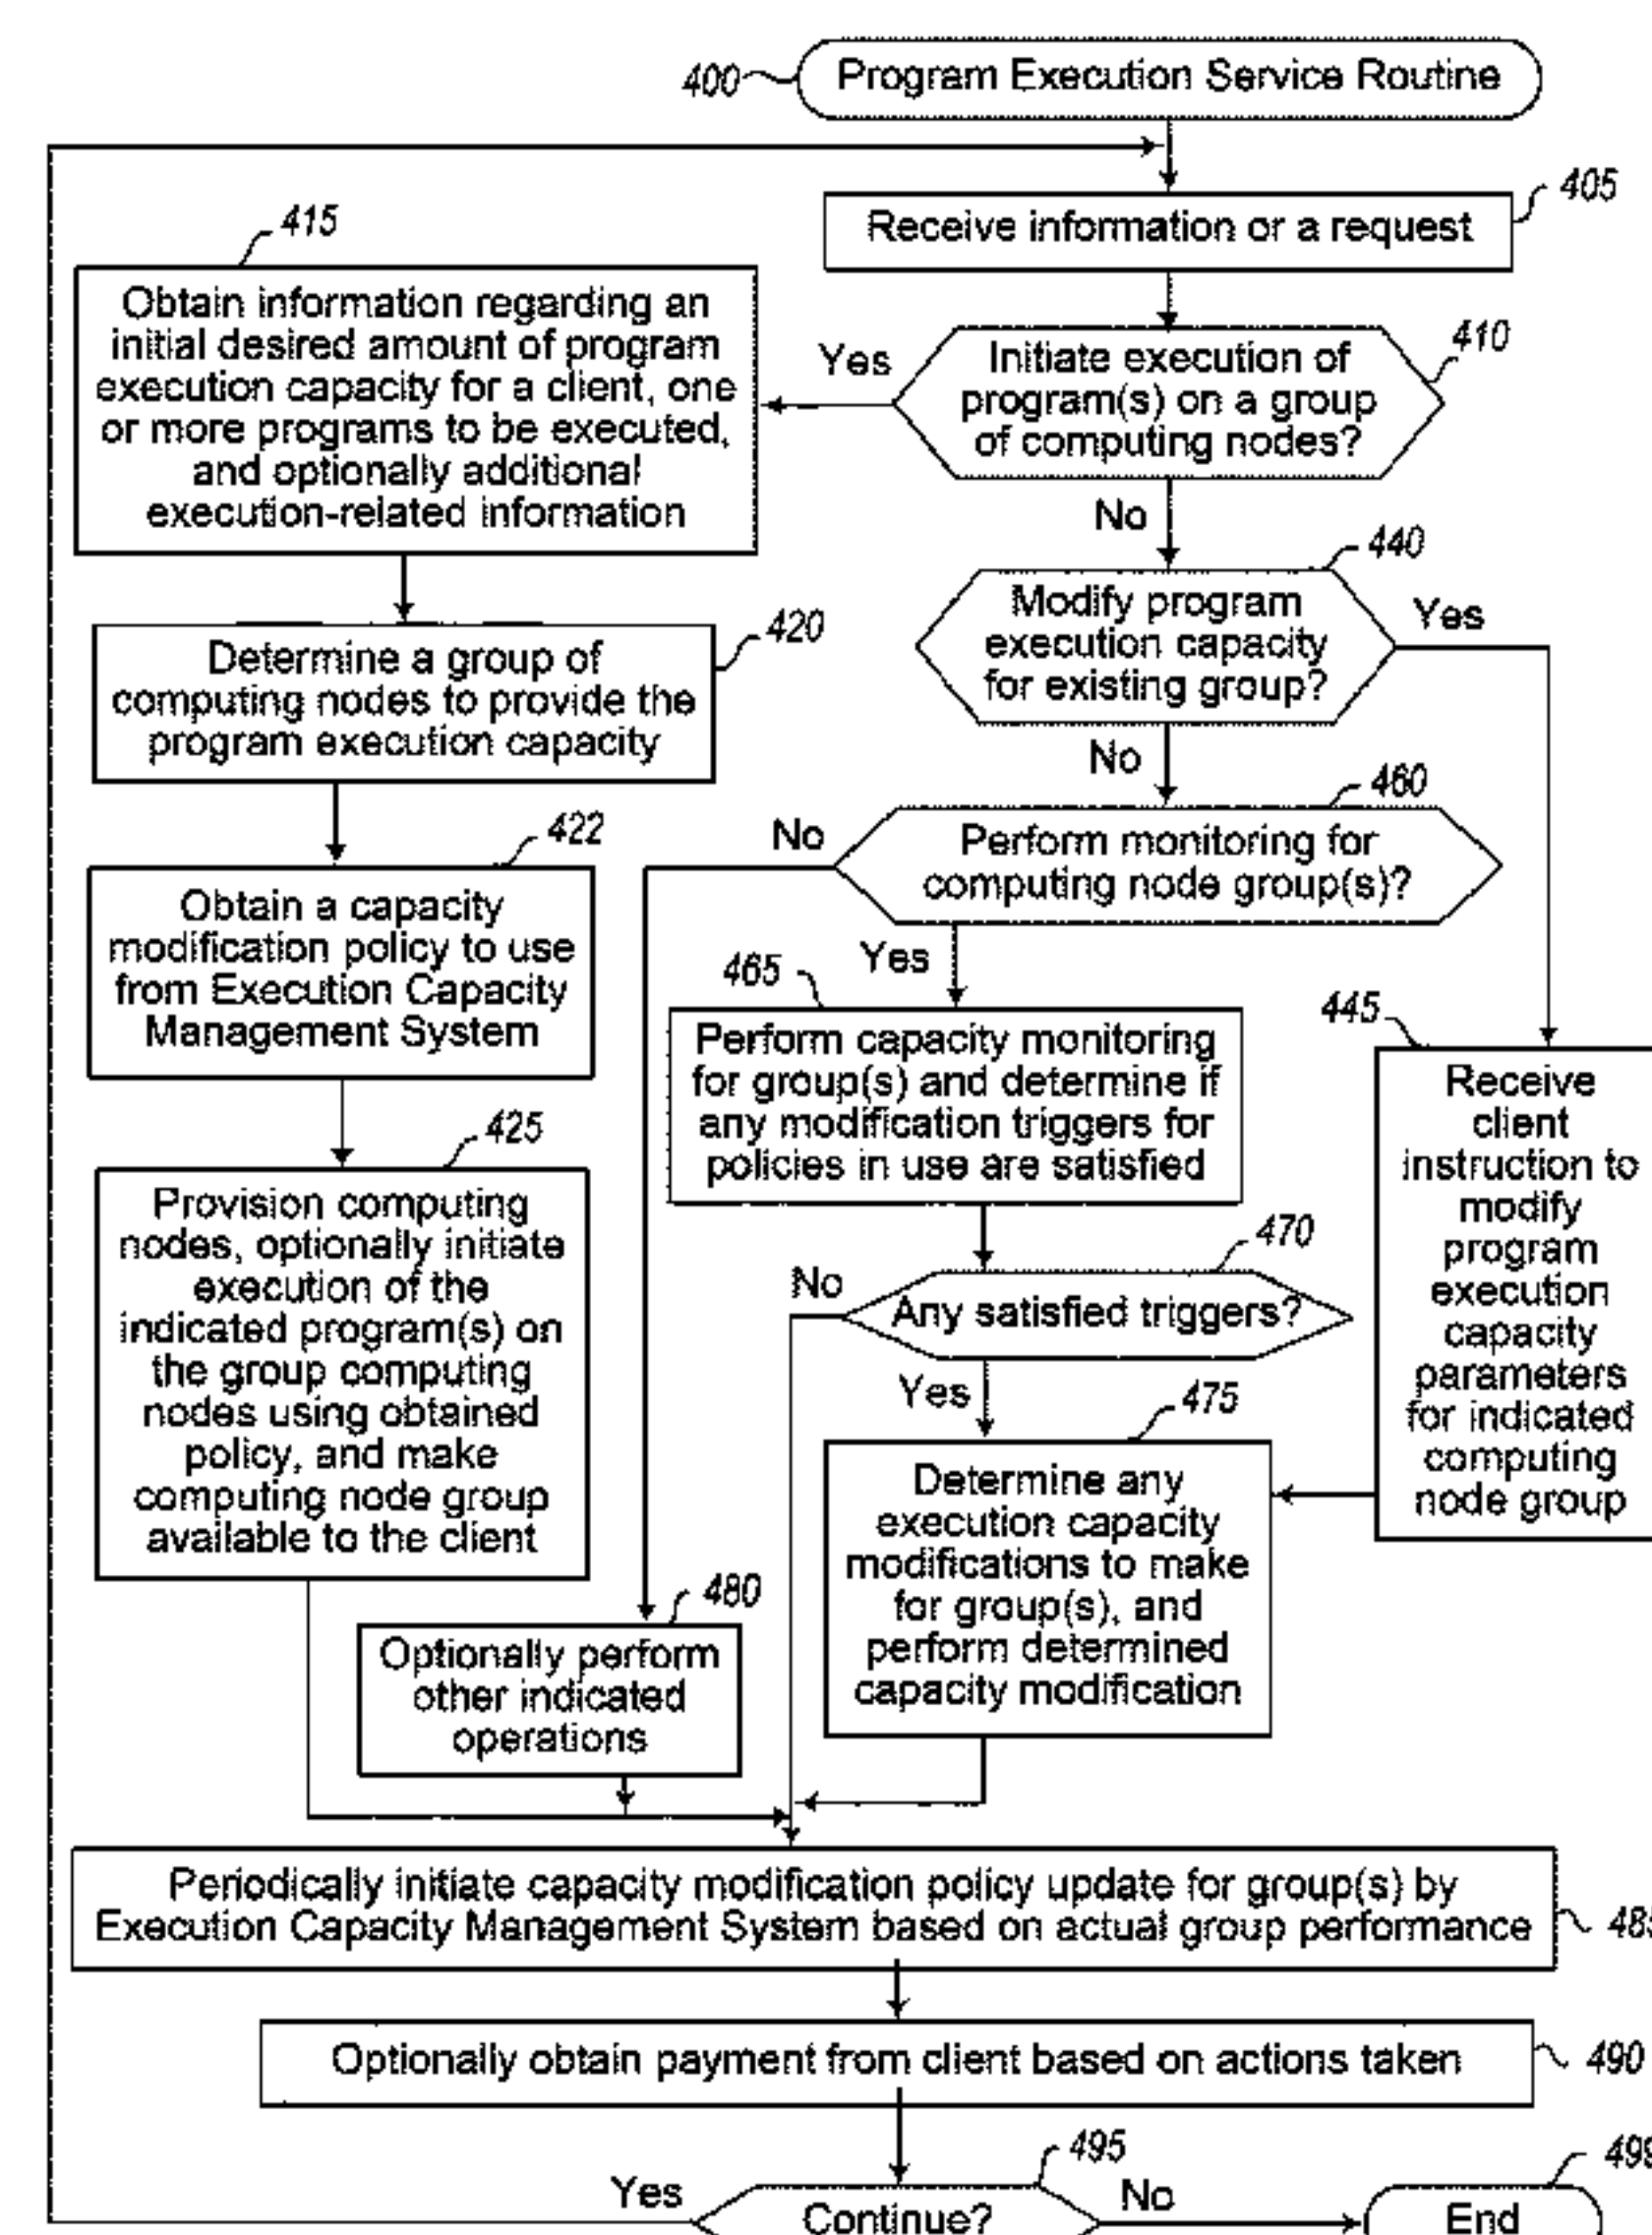 400
Program Execution Service Routine
405
Receive information or a request
410
Initiate execution of
program(s) on a group
of computing nodes?
Yes
No
415
Obtain information regarding an
initial desired amount of program
execution capacity for a client, one
or more programs to be executed,
and optionally additional
execution-related information
420
Determine a group of
computing nodes to provide the
program execution capacity
422
Obtain a capacity
modification policy to use
from Execution Capacity
Management System
425
Provision computing
nodes, optionally initiate
execution of the
indicated program(s) on
the group computing
nodes using obtained
policy, and make
computing node group
available to the client
440
Modify program
execution capacity
for existing group?
Yes
No
445
Receive
client
instruction to
modify
program
execution
capacity
parameters
for indicated
computing
node group
460
Perform monitoring for
computing node group(s)?
No
Yes
465
Perform capacity monitoring
for group(s) and determine if
any modification triggers for
policies in use are satisfied
470
Any satisfied triggers?
No
Yes
475
Determine any
execution capacity
modifications to make
for group(s), and
perform determined
capacity modification
480
Optionally perform
other indicated
operations
Periodically initiate capacity modification policy update for group(s) by
Execution Capacity Management System based on actual group performance
485
Optionally obtain payment from client based on actions taken
490
495
Continue?
Yes
No
499
End